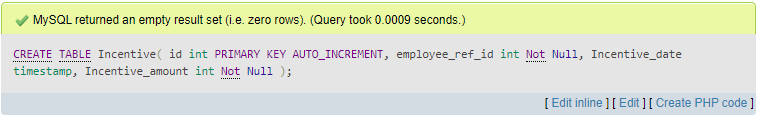 MySQL returned an empty result set (i.e. zero rows). (Query took 0.0009 seconds.)
CREATE TABLE Incentive( id int PRIMARY KEY AUTO_INCREMENT, employee_ref_id int Not Null, Incentive_date
timestamp, Incentive_amount int Not Null );
[ Edit inline ] [ Edit ] [ Create PHP code ]